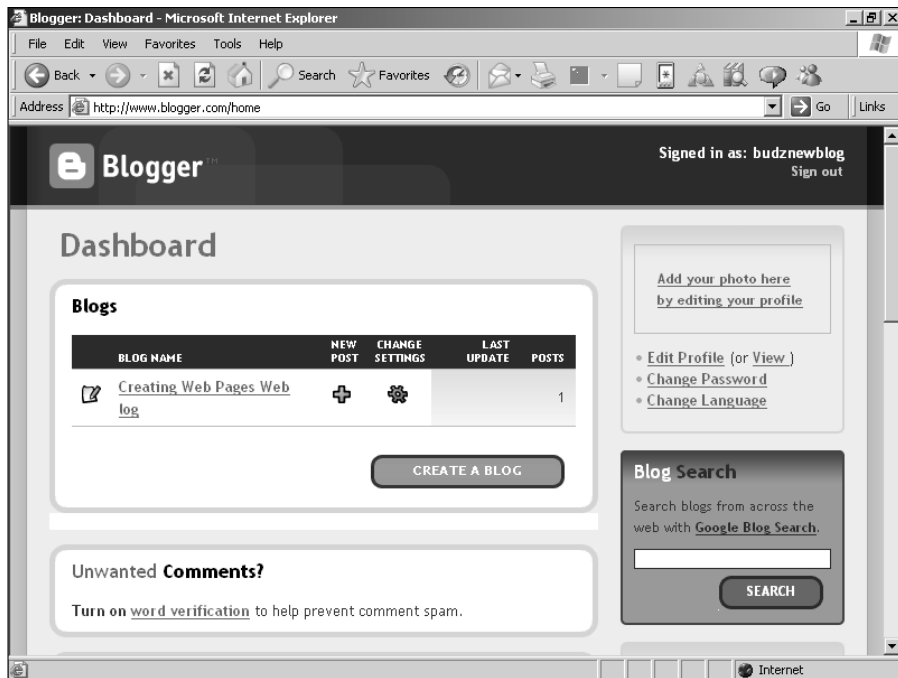 Blogger: Dashboard - Microsoft Internet Explorer
File Edit View Favorites Tools Help
Back Search Favorites
Address http://www.blogger.com/home Go Links
Blogger™
Signed in as: budznewblog
Sign out
Dashboard
Blogs
BLOG NAME NEW POST CHANGE SETTINGS LAST UPDATE POSTS
Creating Web Pages Web
log
1
CREATE A BLOG
Unwanted Comments?
Turn on word verification to help prevent comment spam.
Add your photo here
by editing your profile
• Edit Profile (or View )
• Change Password
• Change Language
Blog Search
Search blogs from across the
web with Google Blog Search.
SEARCH
Internet